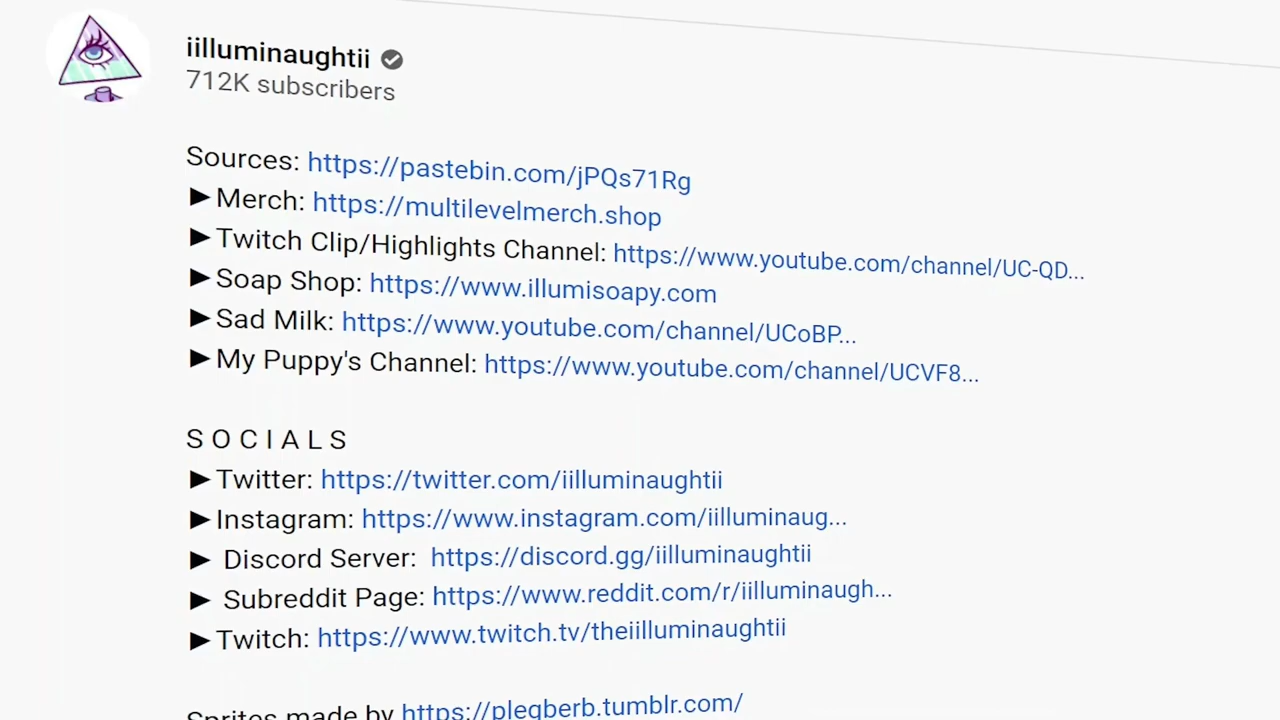 iilluminaughtii
712K subscribers
Sources: https://pastebin.com/jPQs71Rg
►Merch: https://multilevelmerch.shop
►Twitch Clip/Highlights Channel: https://www.youtube.com/channel/UC-QD...
►Soap Shop: https://www.illumisoapy.com
►Sad Milk: https://www.youtube.com/channel/UCoBP...
►My Puppy's Channel: https://www.youtube.com/channel/UCVF8...
S O C I A L S
►Twitter: https://twitter.com/iilluminaughtii
►Instagram: https://www.instagram.com/iilluminaug...
► Discord Server: https://discord.gg/iilluminaughtii
► Subreddit Page: https://www.reddit.com/r/iilluminaugh...
►Twitch: https://www.twitch.tv/theiilluminaughtii
Sprites made by https://plegberb.tumblr.com/